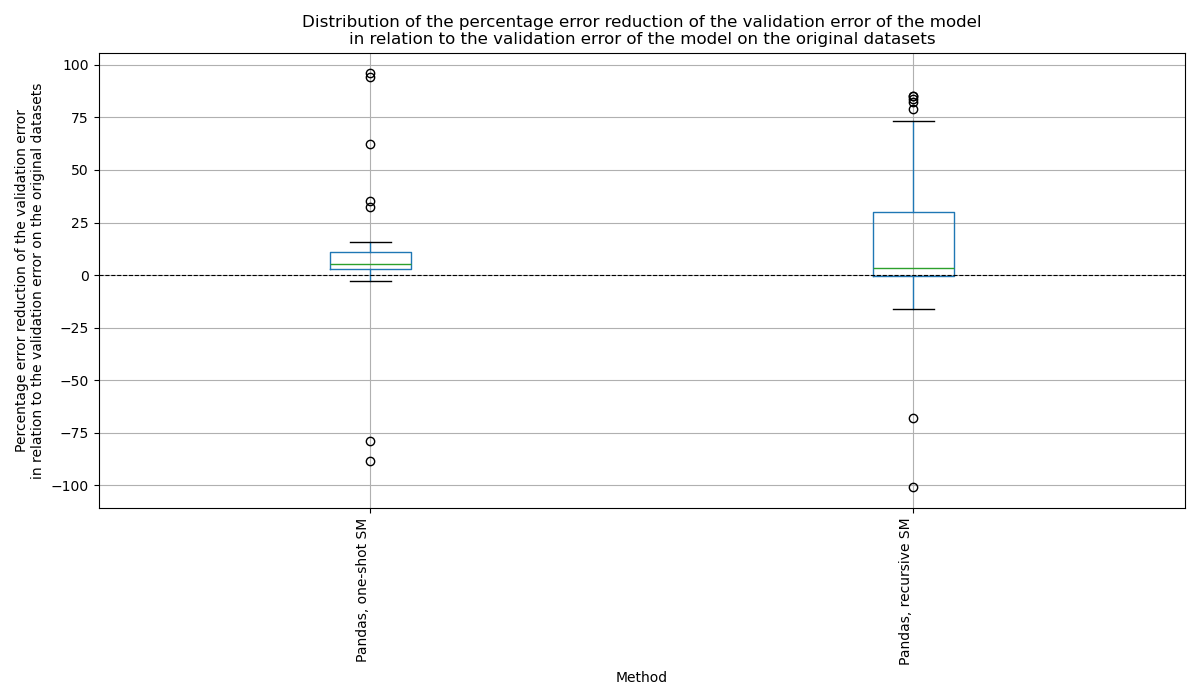 Distribution of the percentage error reduction of the validation error of the model
in relation to the validation error of the model on the original datasets
Percentage error reduction of the validation error
in relation to the validation error on the original datasets
100
75
50
25
0
−25
−50
−75
−100
Pandas, one-shot SM
Pandas, recursive SM
Method